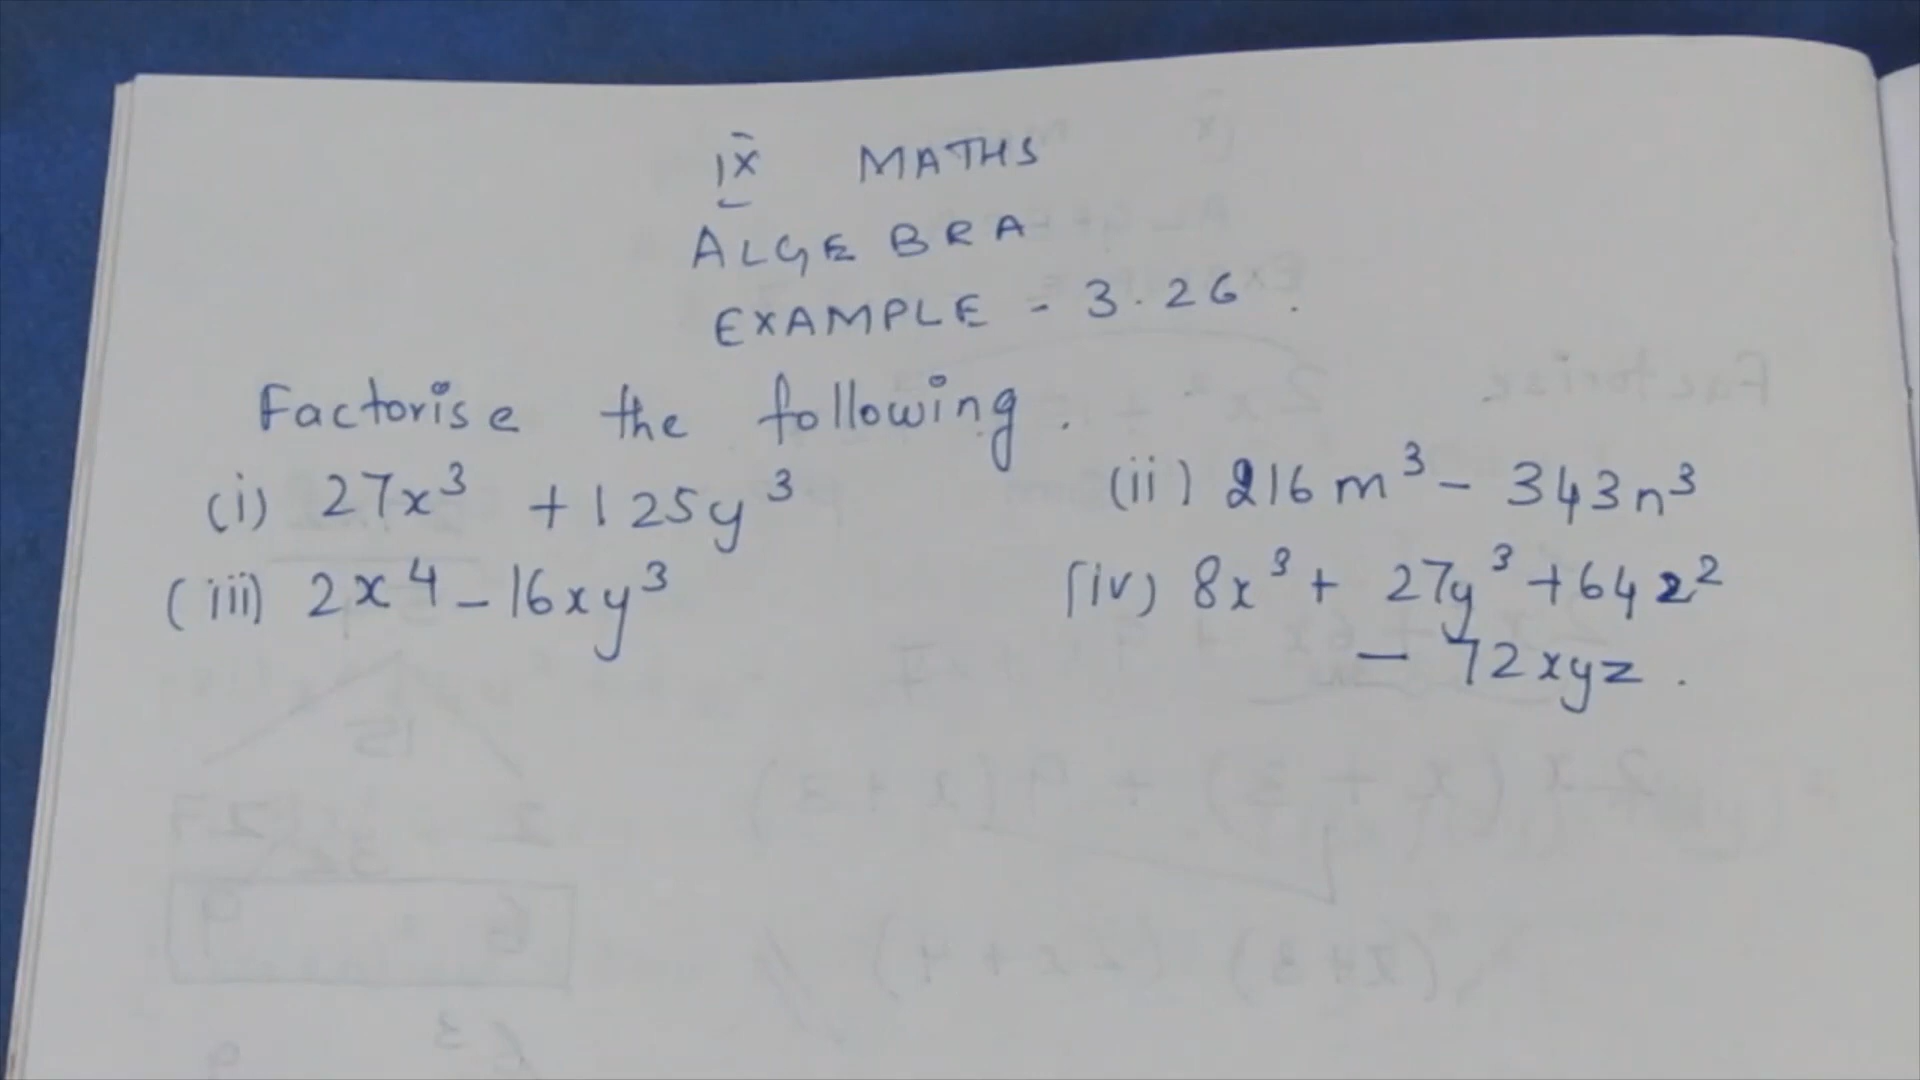 IX MATHS
ALGEBRA
EXAMPLE - 3.26.
Factorise the following.
(i) 27x³ + 125y³ (ii) 216m³ - 343n³
(iii) 2x⁴ - 16xy³ (iv) 8x³ + 27y³ + 64z²
- 72xyz.